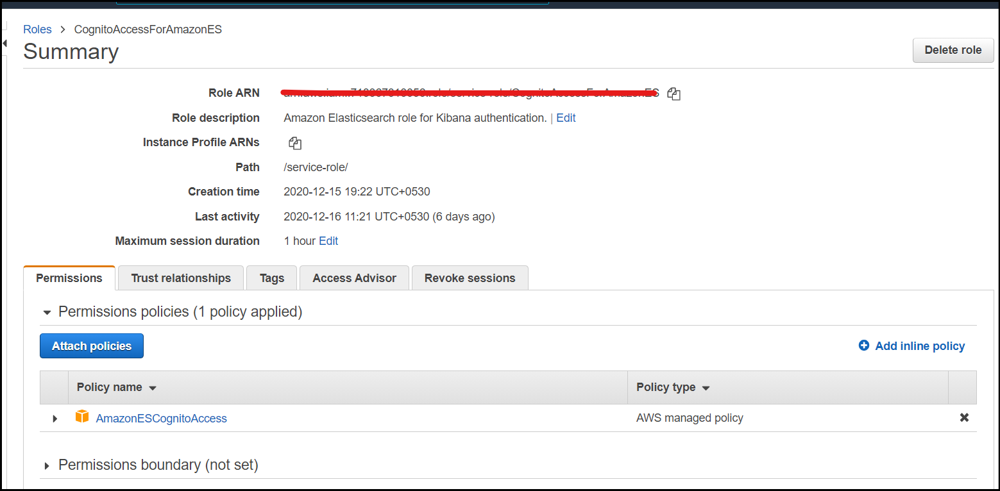 Roles > CognitoAccessForAmazonES
Summary
Delete role
Role ARN
Role description Amazon Elasticsearch role for Kibana authentication. | Edit
Instance Profile ARNs
Path /service-role/
Creation time 2020-12-15 19:22 UTC+0530
Last activity 2020-12-16 11:21 UTC+0530 (6 days ago)
Maximum session duration 1 hour Edit
Permissions Trust relationships Tags Access Advisor Revoke sessions
Permissions policies (1 policy applied)
Attach policies Add inline policy
Policy name Policy type
AmazonESCognitoAccess AWS managed policy
Permissions boundary (not set)